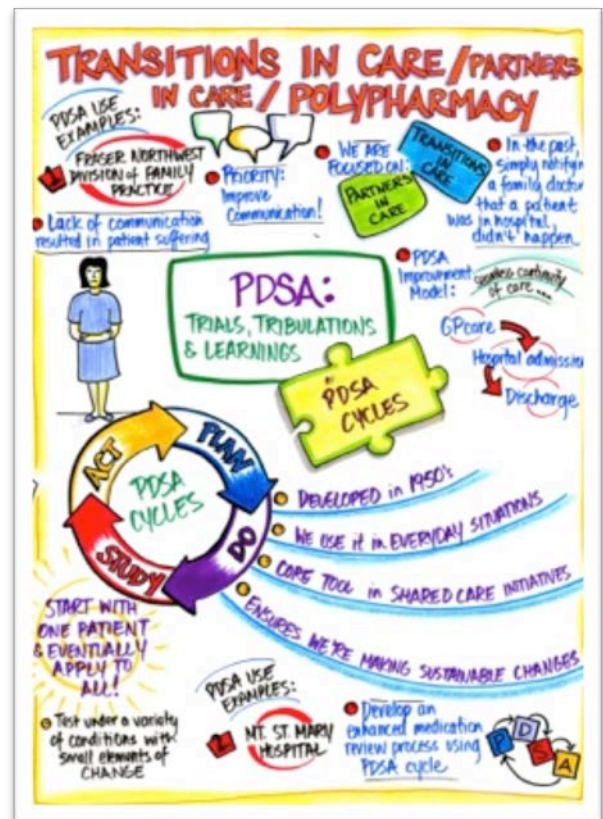 TRANSITIONS IN CARE/PARTNERS
IN CARE/POLYPHARMACY
PDSA USE
EXAMPLES:
1
FRASER NORTHWEST
DIVISION of FAMILY
PRACTICE
Lack of communication
resulted in patient suffering
PRIORITY:
Improve
Communication!
WE ARE
FOCUSED ON:
TRANSITIONS
IN CARE
PARTNERS
IN CARE
In the past,
simply notifyin
a family doctor
that a patient
was in hospital,
didn't happen
PDSA:
TRIALS, TRIBULATIONS
& LEARNINGS
PDSA
CYCLES
PDSA
Improvement
Model:
seamless continuity
of care ...
GPcare
Hospital admission
Discharge
ACT
PLAN
DO
STUDY
PDSA
CYCLES
DEVELOPED in 1950's
WE USE it in EVERYDAY SITUATIONS
CORE TOOL in SHARED CARE INITIATIVES
ENSURES WE'RE MAKING SUSTAINABLE CHANGES
START WITH
ONE PATIENT
& EVENTUALLY
APPLY TO
ALL!
Test under a variety
of conditions with
small elements of
CHANGE
PDSA USE
EXAMPLES:
2
MT. ST. MARY
HOSPITAL
Develop an
enhanced medication
review process using
PDSA cycle
P D S A